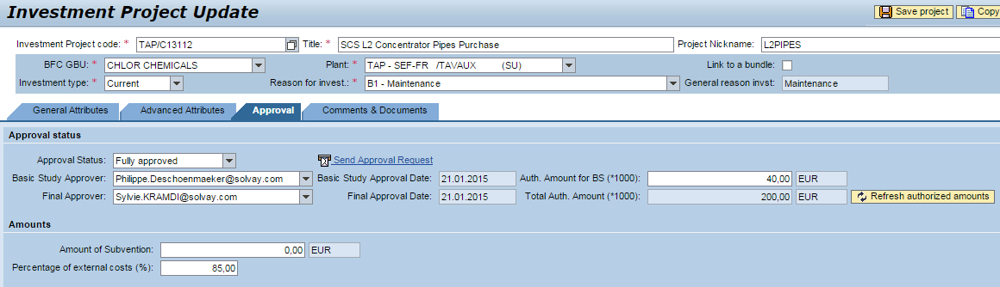 Investment Project Update Save project Copy
Investment Project code: * TAP/C13112 Title: * SCS L2 Concentrator Pipes Purchase Project Nickname: L2PIPES
BFC GBU: * CHLOR CHEMICALS Plant: * TAP - SEF-FR /TAVAUX (SU) Link to a bundle:
Investment type: * Current Reason for invest.: * B1 - Maintenance General reason invst: Maintenance
General Attributes Advanced Attributes Approval Comments & Documents
Approval status
Approval Status: Fully approved Send Approval Request
Basic Study Approver: Philippe.Deschoenmaeker@solvay.com Basic Study Approval Date: 21.01.2015 Auth. Amount for BS (*1000): 40,00 EUR
Final Approver: Sylvie.KRAMDI@solvay.com Final Approval Date: 21.01.2015 Total Auth. Amount (*1000): 200,00 EUR Refresh authorized amounts
Amounts
Amount of Subvention: 0,00 EUR
Percentage of external costs (%): 85,00